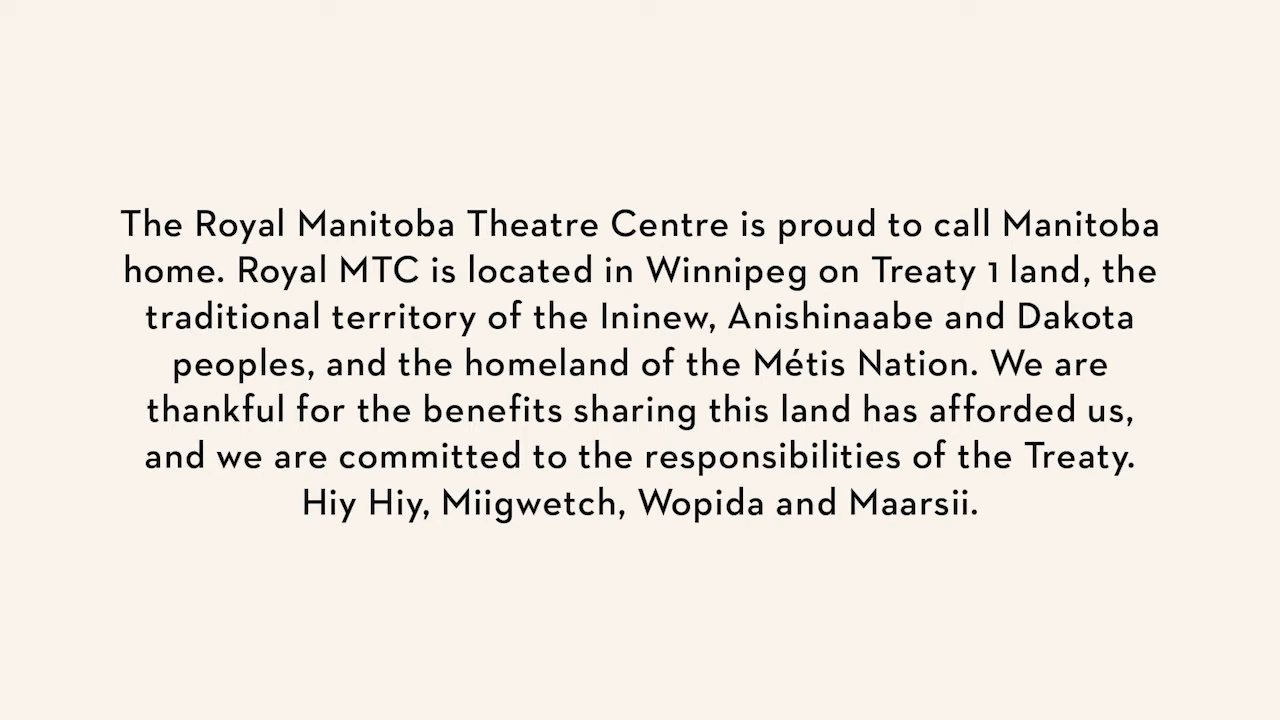 The Royal Manitoba Theatre Centre is proud to call Manitoba
home. Royal MTC is located in Winnipeg on Treaty 1 land, the
traditional territory of the Ininew, Anishinaabe and Dakota
peoples, and the homeland of the Métis Nation. We are
thankful for the benefits sharing this land has afforded us,
and we are committed to the responsibilities of the Treaty.
Hiy Hiy, Miigwetch, Wopida and Maarsii.